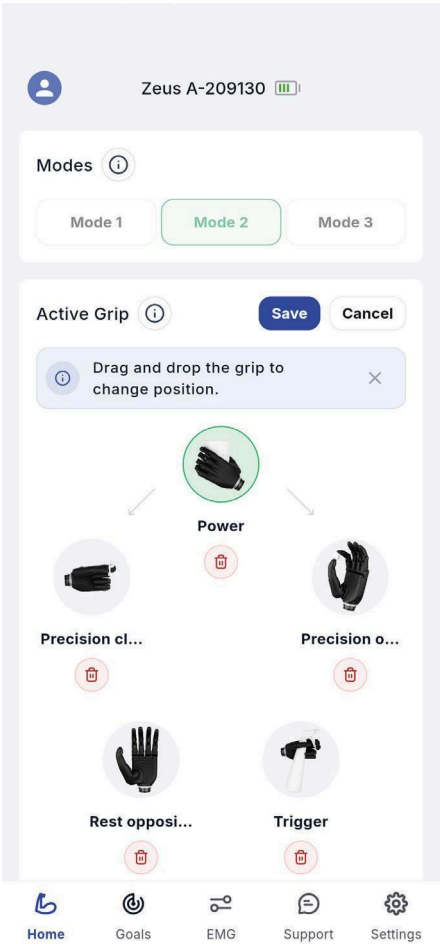 Zeus A-209130
Modes
Mode 1
Mode 2
Mode 3
Active Grip
Save
Cancel
Drag and drop the grip to
change position.
Power
Precision cl...
Precision o...
Rest opposi...
Trigger
Home
Goals
EMG
Support
Settings